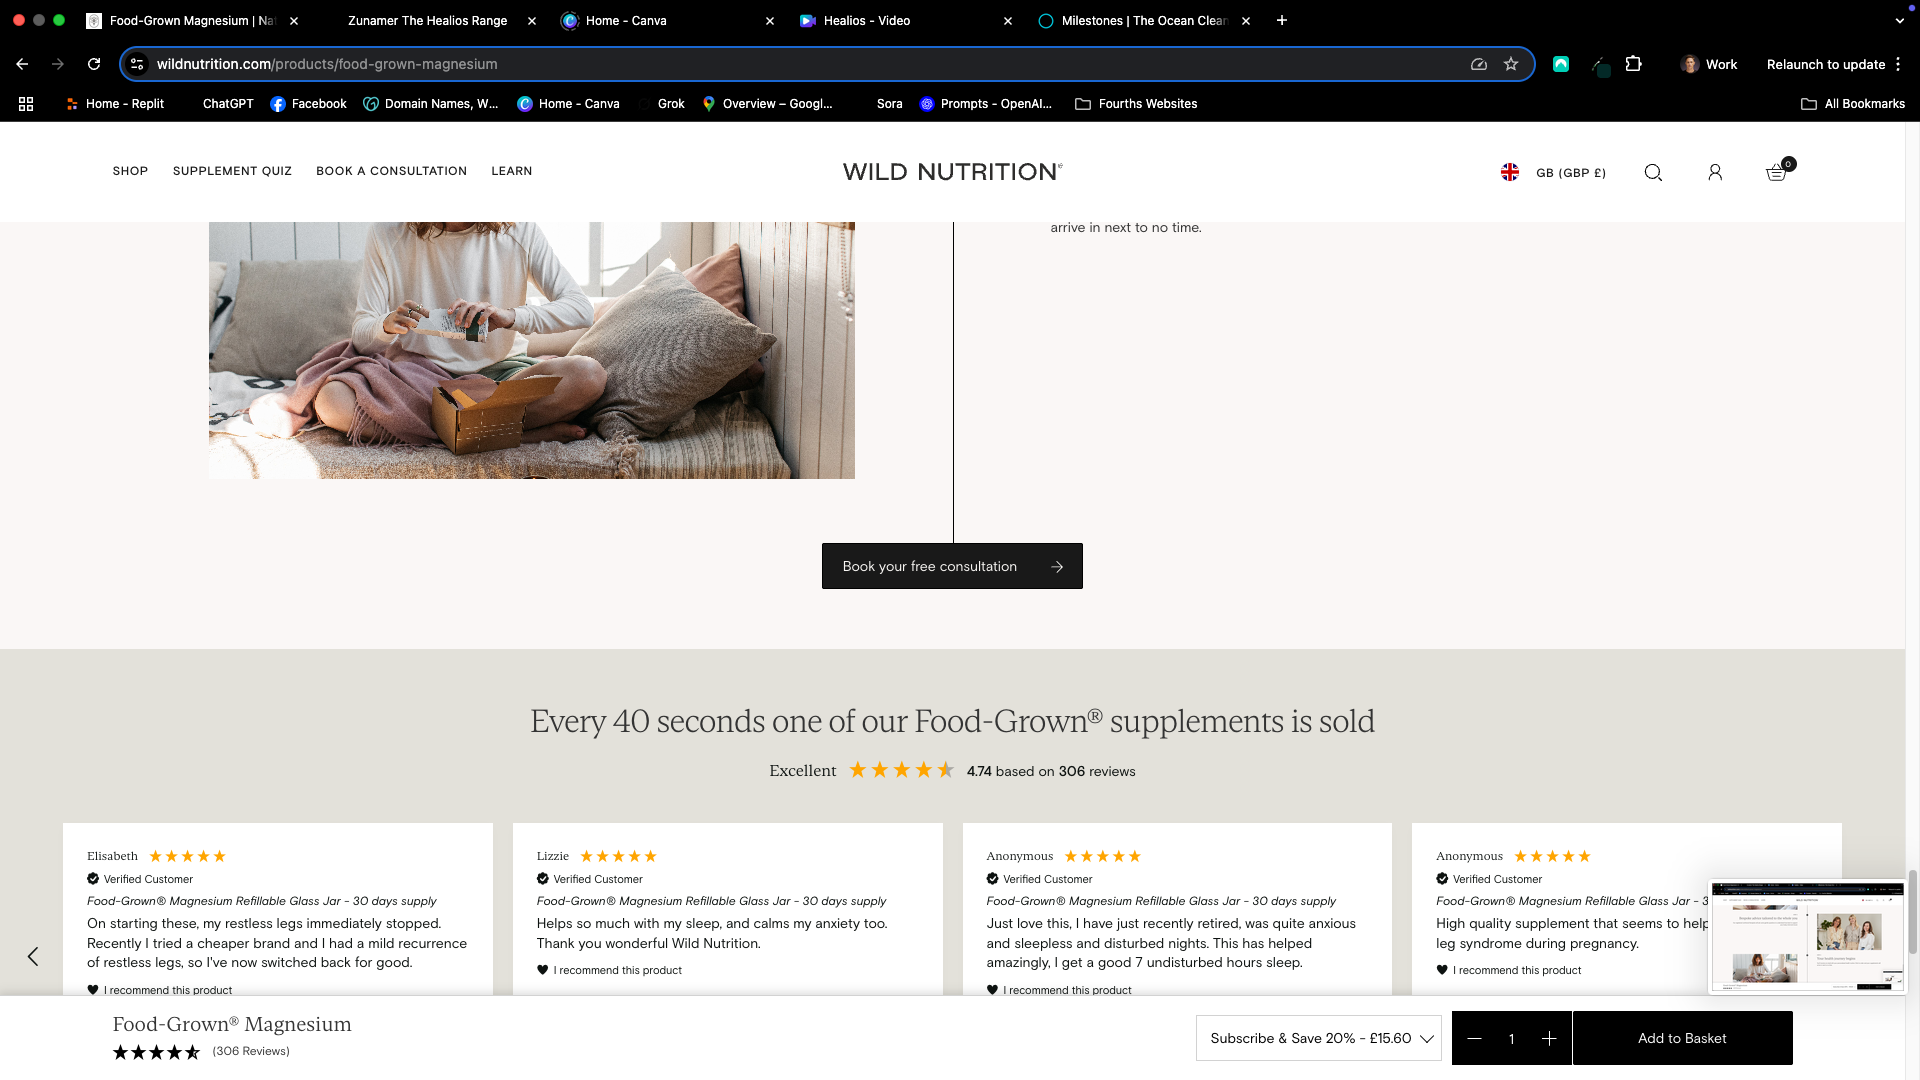 Food-Grown Magnesium | Na
Zunamer The Healios Range
Home - Canva
Healios - Video
Milestones | The Ocean Clean
wildnutrition.com/products/food-grown-magnesium
Work
Relaunch to update
Home - Replit
ChatGPT
Facebook
Domain Names, W...
Home - Canva
Grok
Overview – Googl...
Sora
Prompts - OpenAI...
Fourths Websites
All Bookmarks
SHOP
SUPPLEMENT QUIZ
BOOK A CONSULTATION
LEARN
WILD NUTRITION
GB (GBP £)
0
arrive in next to no time.
Book your free consultation
Every 40 seconds one of our Food-Grown® supplements is sold
Excellent
4.74 based on 306 reviews
Elisabeth
Verified Customer
Food-Grown® Magnesium Refillable Glass Jar - 30 days supply
On starting these, my restless legs immediately stopped.
Recently I tried a cheaper brand and I had a mild recurrence
of restless legs, so I've now switched back for good.
I recommend this product
Lizzie
Verified Customer
Food-Grown® Magnesium Refillable Glass Jar - 30 days supply
Helps so much with my sleep, and calms my anxiety too.
Thank you wonderful Wild Nutrition.
I recommend this product
Anonymous
Verified Customer
Food-Grown® Magnesium Refillable Glass Jar - 30 days supply
Just love this, I have just recently retired, was quite anxious
and sleepless and disturbed nights. This has helped
amazingly, I get a good 7 undisturbed hours sleep.
I recommend this product
Anonymous
Verified Customer
Food-Grown® Magnesium Refillable Glass Jar - 3
High quality supplement that seems to help
leg syndrome during pregnancy.
I recommend this product
Food-Grown® Magnesium
(306 Reviews)
Subscribe & Save 20% - £15.60
1
Add to Basket